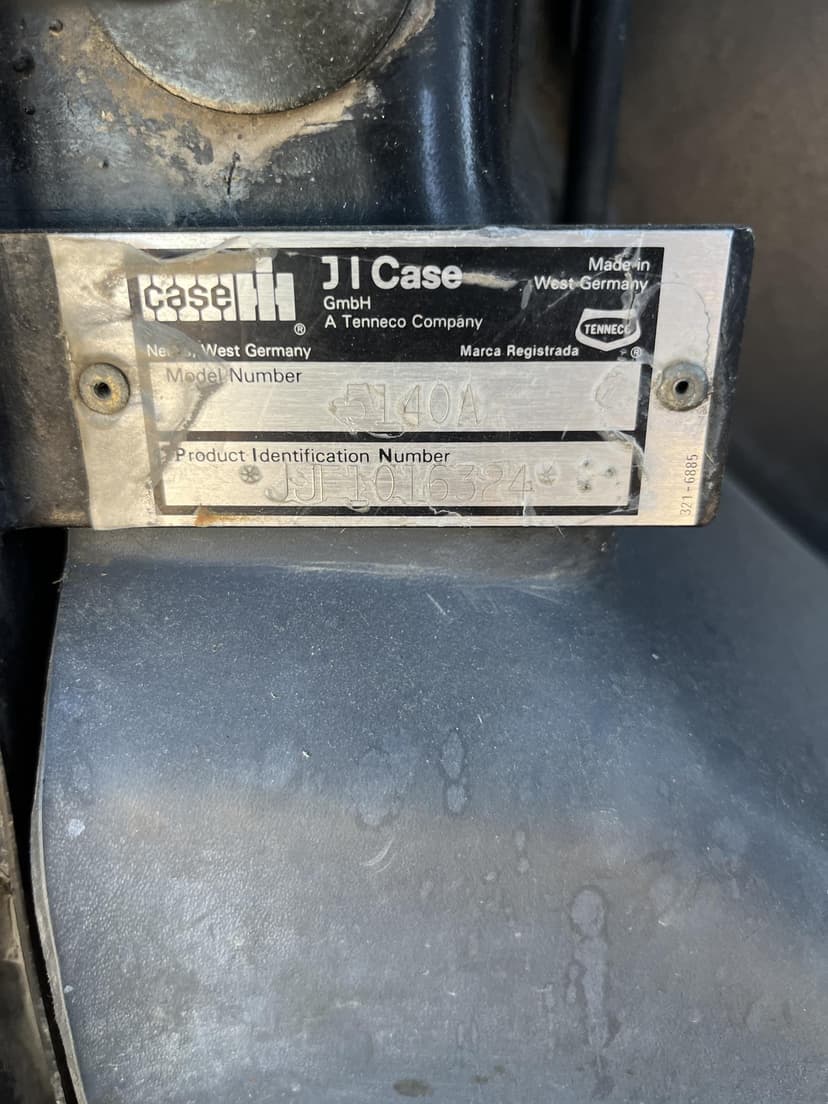 case IH ®
J I Case
GmbH
A Tenneco Company
Made in
West Germany
TENNECO
West Germany
Marca Registrada ®
Model Number
5140A
Product Identification Number
*JJF1016324*
321-6885